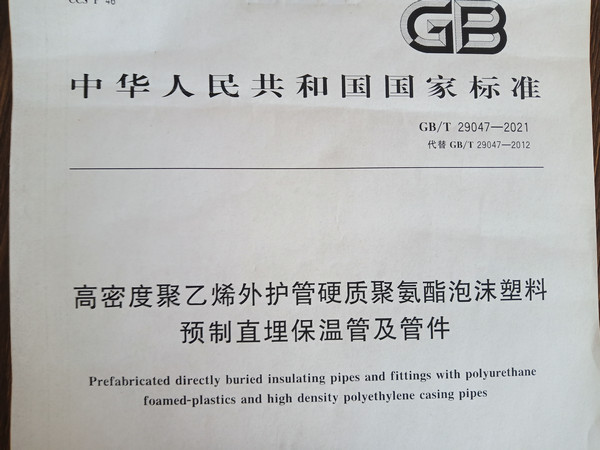 CCS P 46
GB
中华人民共和国国家标准
GB/T 29047—2021
代替 GB/T 29047—2012
高密度聚乙烯外护管硬质聚氨酯泡沫塑料
预制直埋保温管及管件
Prefabricated directly buried insulating pipes and fittings with polyurethane
foamed-plastics and high density polyethylene casing pipes